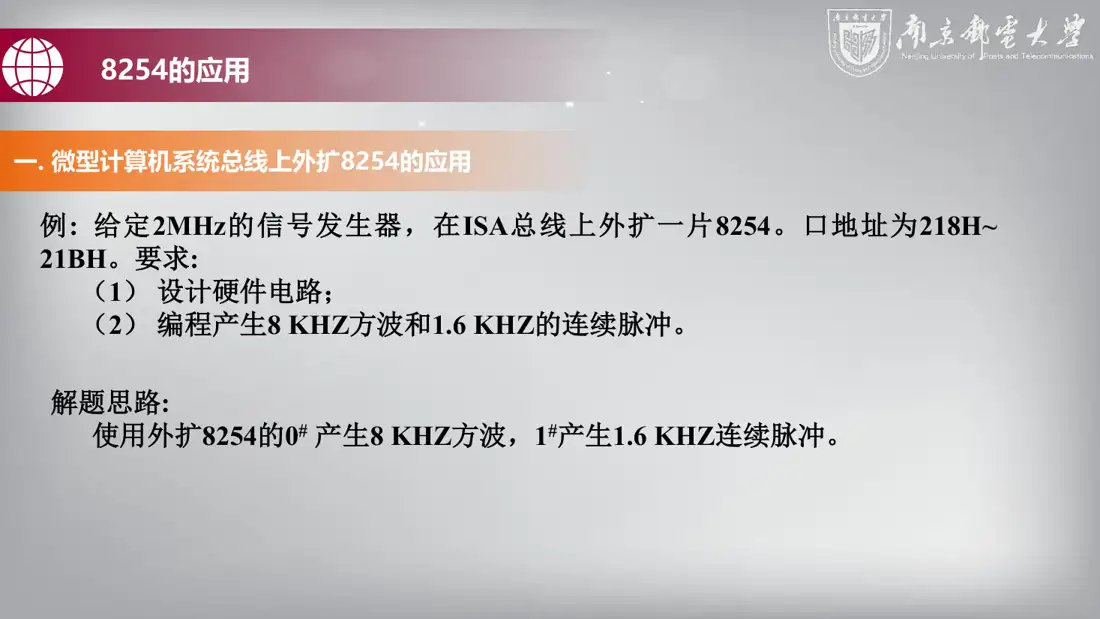 南京邮电大学
Nanjing University of Posts and Telecommunications
8254的应用
一. 微型计算机系统总线上外扩8254的应用
例: 给定2MHz的信号发生器，在ISA总线上外扩一片8254。口地址为218H~
21BH。要求:
（1） 设计硬件电路;
（2） 编程产生8 KHZ方波和1.6 KHZ的连续脉冲。
解题思路:
使用外扩8254的0# 产生8 KHZ方波，1#产生1.6 KHZ连续脉冲。